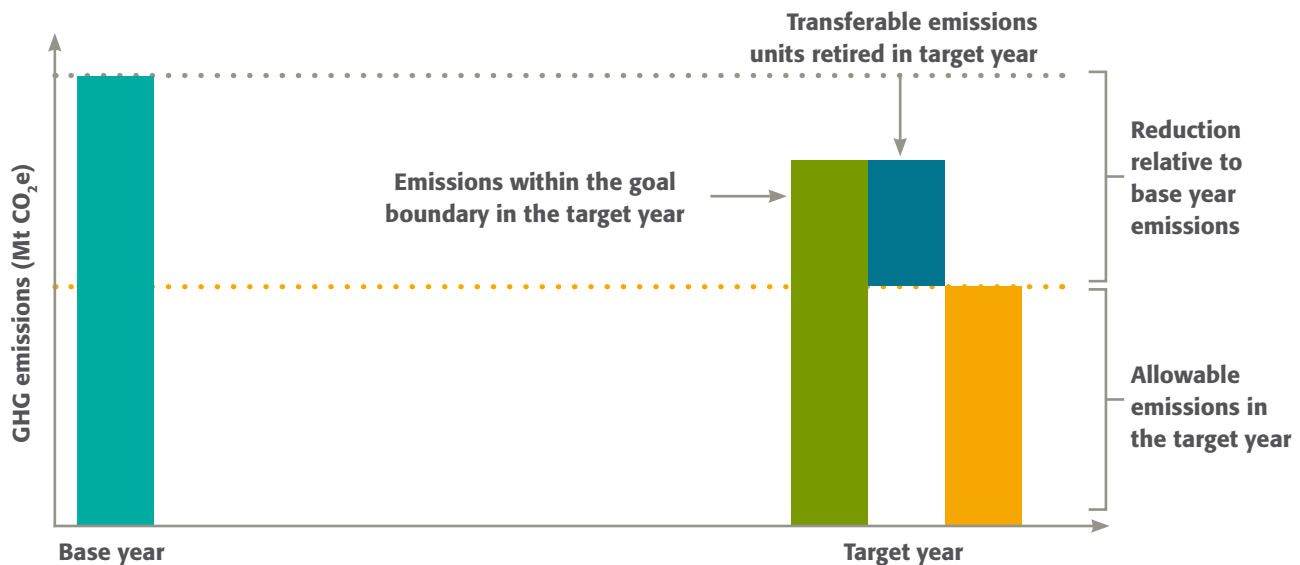 Transferable emissions
units retired in target year
GHG emissions (Mt CO₂e)
Emissions within the goal
boundary in the target year
Reduction
relative to
base year
emissions
Allowable
emissions in
the target year
Base year
Target year